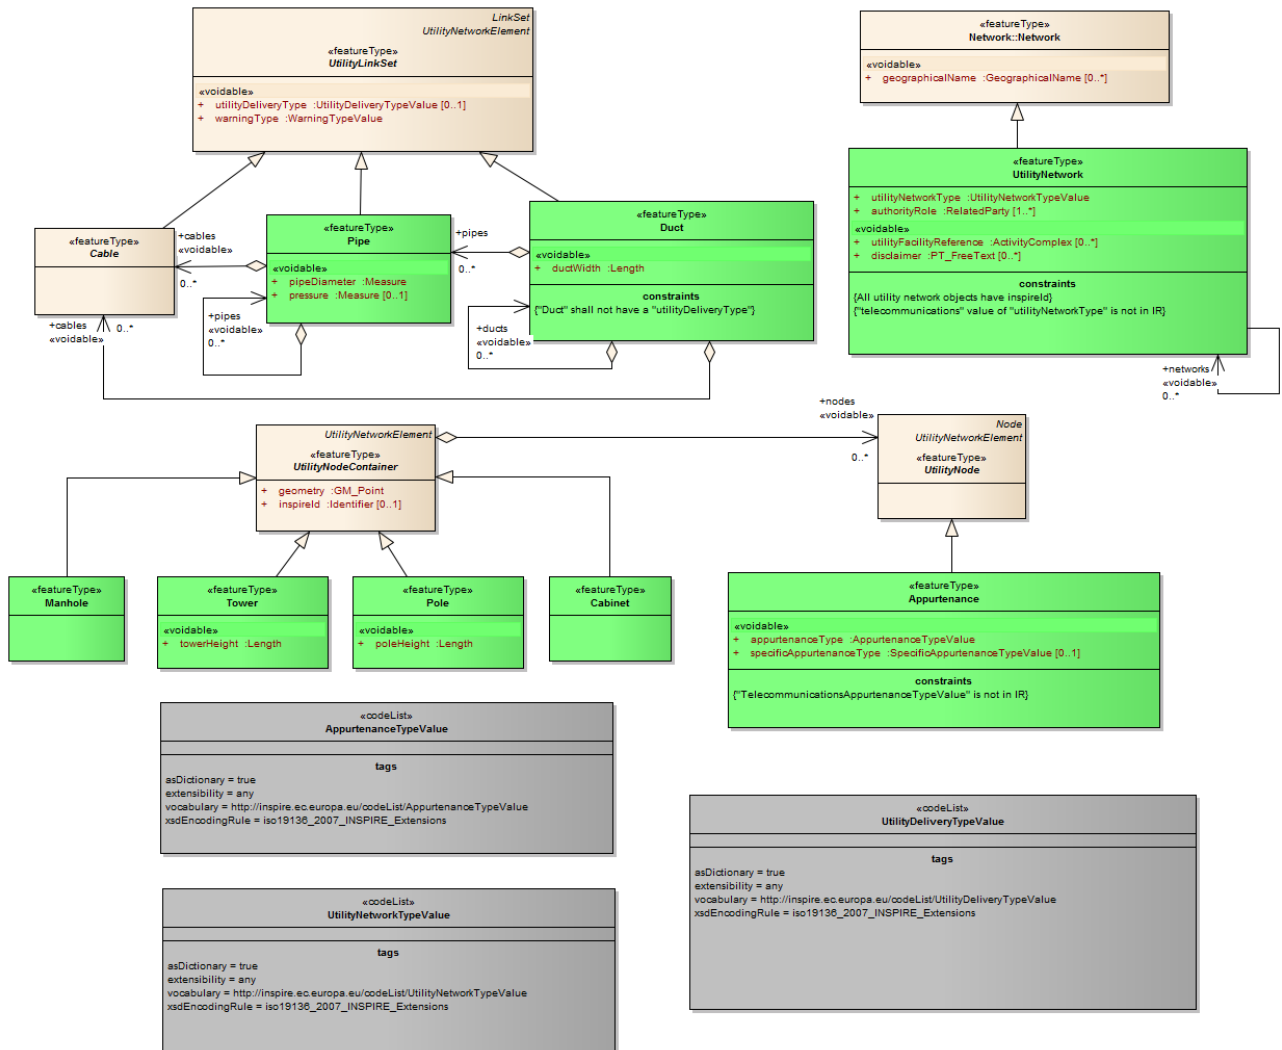 LinkSet
UtilityNetworkElement
«featureType»
UtilityLinkSet
«voidable»
+ utilityDeliveryType :UtilityDeliveryTypeValue [0..1]
+ warningType :WarningTypeValue
«featureType»
Network::Network
«voidable»
+ geographicalName :GeographicalName [0..*]
«featureType»
UtilityNetwork
+ utilityNetworkType :UtilityNetworkTypeValue
+ authorityRole :RelatedParty [1..*]
«voidable»
+ utilityFacilityReference :ActivityComplex [0..*]
+ disclaimer :PT_FreeText [0..*]
constraints
{All utility network objects have inspireId}
{"telecommunications" value of "utilityNetworkType" is not in IR}
+networks
«voidable»
0..*
«featureType»
Cable
+cables
«voidable»
0..*
«featureType»
Pipe
«voidable»
+ pipeDiameter :Measure
+ pressure :Measure [0..1]
+pipes
0..*
«featureType»
Duct
«voidable»
+ ductWidth :Length
constraints
{"Duct" shall not have a "utilityDeliveryType"}
+cables
«voidable»
0..*
+pipes
«voidable»
0..*
+ducts
«voidable»
0..*
UtilityNetworkElement
«featureType»
UtilityNodeContainer
+ geometry :GM_Point
+ inspireId :Identifier [0..1]
+nodes
«voidable»
0..*
Node
UtilityNetworkElement
«featureType»
UtilityNode
«featureType»
Manhole
«featureType»
Tower
«voidable»
+ towerHeight :Length
«featureType»
Pole
«voidable»
+ poleHeight :Length
«featureType»
Cabinet
«featureType»
Appurtenance
«voidable»
+ appurtenanceType :AppurtenanceTypeValue
+ specificAppurtenanceType :SpecificAppurtenanceTypeValue [0..1]
constraints
{"TelecommunicationsAppurtenanceTypeValue" is not in IR}
«codeList»
AppurtenanceTypeValue
tags
asDictionary = true
extensibility = any
vocabulary = http://inspire.ec.europa.eu/codeList/AppurtenanceTypeValue
xsdEncodingRule = iso19136_2007_INSPIRE_Extensions
«codeList»
UtilityDeliveryTypeValue
tags
asDictionary = true
extensibility = any
vocabulary = http://inspire.ec.europa.eu/codeList/UtilityDeliveryTypeValue
xsdEncodingRule = iso19136_2007_INSPIRE_Extensions
«codeList»
UtilityNetworkTypeValue
tags
asDictionary = true
extensibility = any
vocabulary = http://inspire.ec.europa.eu/codeList/UtilityNetworkTypeValue
xsdEncodingRule = iso19136_2007_INSPIRE_Extensions